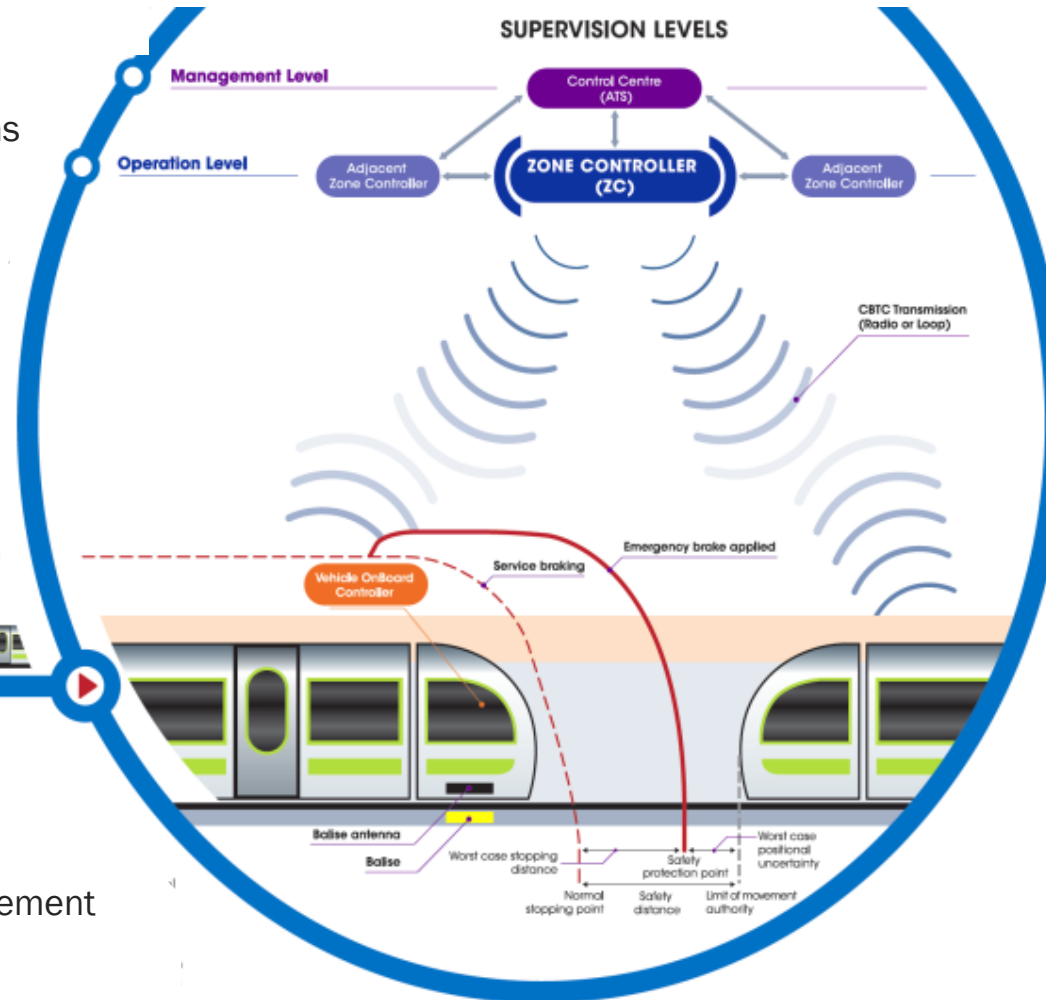 SUPERVISION LEVELS
Management Level
Control Centre
(ATS)
Operation Level
Adjacent
Zone Controller
ZONE CONTROLLER
(ZC)
Adjacent
Zone Controller
CBTC Transmission
(Radio or Loop)
Emergency brake applied
Service braking
Vehicle OnBoard
Controller
Balise antenna
Balise
Worst case stopping
distance
Safety
protection point
Worst case
positional
uncertainty
Normal
stopping point
Safety
distance
Limit of movement
authority